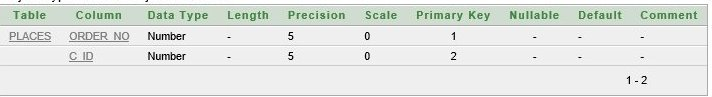 Table Column Data Type Length Precision Scale Primary Key Nullable Default Comment
PLACES ORDER_NO Number - 5 0 1 - - -
C_ID Number - 5 0 2 - - -
1 - 2